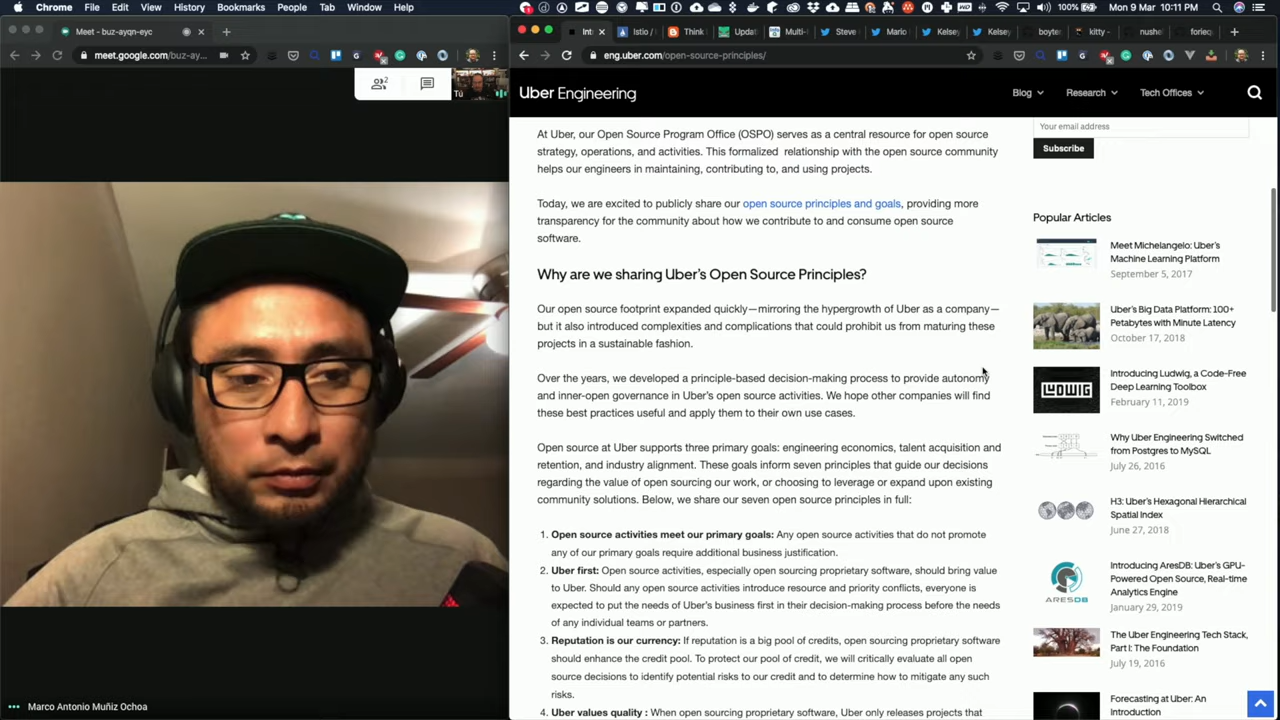 Chrome File Edit View History Bookmarks People Tab Window Help
100% Mon 9 10:11 PM
Meet - buz-ayqn-eyc
meet.google.com/buz-ay...
2
Tú
Marco Antonio Muñiz Ochoa
Int
Istio /
Think
Updat
Multi-
Steve
Mario
Kelsey
Kelsey
boyter
kitty -
nushe
forieq
eng.uber.com/open-source-principles/
Uber Engineering
Blog
Research
Tech Offices
At Uber, our Open Source Program Office (OSPO) serves as a central resource for open source
strategy, operations, and activities. This formalized relationship with the open source community
helps our engineers in maintaining, contributing to, and using projects.
Today, we are excited to publicly share our open source principles and goals, providing more
transparency for the community about how we contribute to and consume open source
software.
Why are we sharing Uber's Open Source Principles?
Our open source footprint expanded quickly—mirroring the hypergrowth of Uber as a company—
but it also introduced complexities and complications that could prohibit us from maturing these
projects in a sustainable fashion.
Over the years, we developed a principle-based decision-making process to provide autonomy
and inner-open governance in Uber's open source activities. We hope other companies will find
these best practices useful and apply them to their own use cases.
Open source at Uber supports three primary goals: engineering economics, talent acquisition and
retention, and industry alignment. These goals inform seven principles that guide our decisions
regarding the value of open sourcing our work, or choosing to leverage or expand upon existing
community solutions. Below, we share our seven open source principles in full:
1. Open source activities meet our primary goals: Any open source activities that do not promote
any of our primary goals require additional business justification.
2. Uber first: Open source activities, especially open sourcing proprietary software, should bring value
to Uber. Should any open source activities introduce resource and priority conflicts, everyone is
expected to put the needs of Uber's business first in their decision-making process before the needs
of any individual teams or partners.
3. Reputation is our currency: If reputation is a big pool of credits, open sourcing proprietary software
should enhance the credit pool. To protect our pool of credit, we will critically evaluate all open
source decisions to identify potential risks to our credit and to determine how to mitigate any such
risks.
4. Uber values quality : When open sourcing proprietary software, Uber only releases projects that
Your email address
Subscribe
Popular Articles
Meet Michelangelo: Uber's
Machine Learning Platform
September 5, 2017
Uber's Big Data Platform: 100+
Petabytes with Minute Latency
October 17, 2018
LUDWIG
Introducing Ludwig, a Code-Free
Deep Learning Toolbox
February 11, 2019
Why Uber Engineering Switched
from Postgres to MySQL
July 26, 2016
H3: Uber's Hexagonal Hierarchical
Spatial Index
June 27, 2018
ARESDB
Introducing AresDB: Uber's GPU-
Powered Open Source, Real-time
Analytics Engine
January 29, 2019
The Uber Engineering Tech Stack,
Part I: The Foundation
July 19, 2016
Forecasting at Uber: An
Introduction